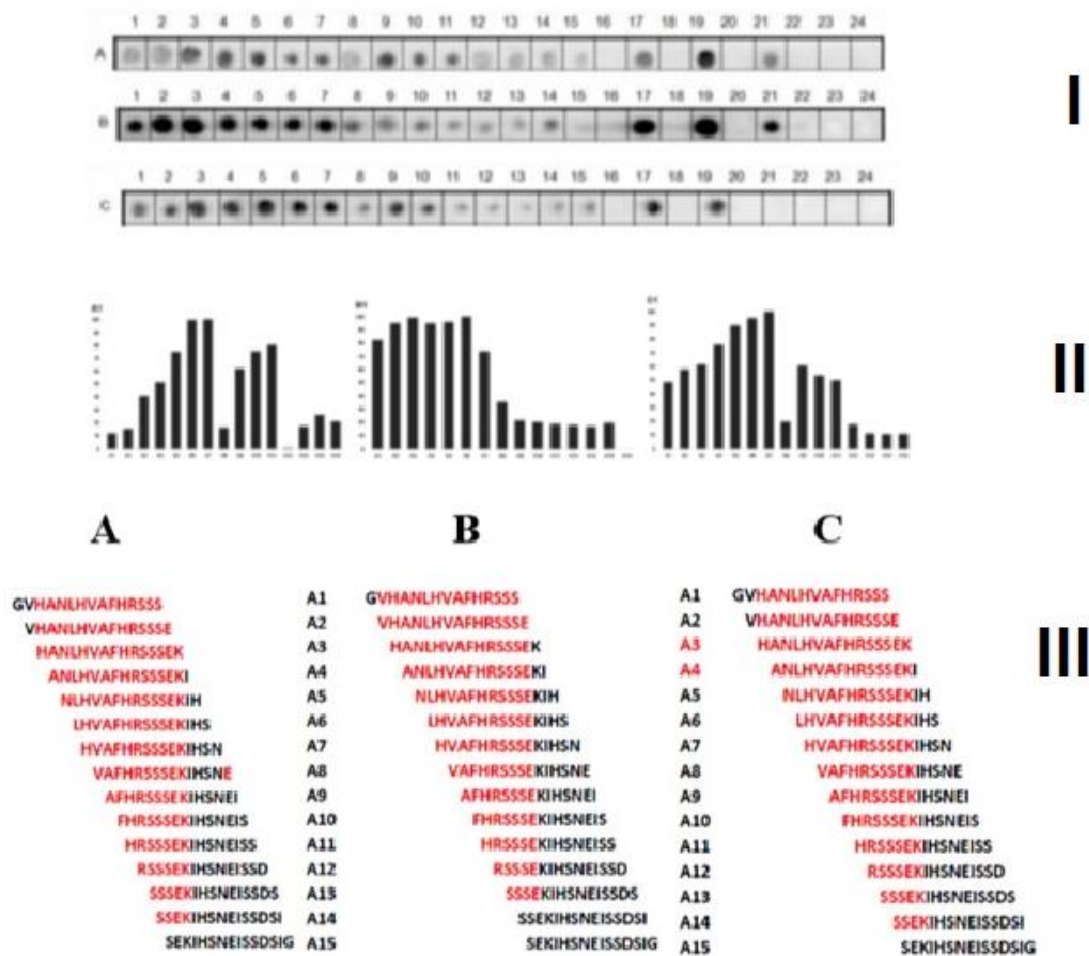 1 2 3 4 5 6 7 8 9 10 11 12 13 14 15 16 17 18 19 20 21 22 23 24
A
I
1 2 3 4 5 6 7 8 9 10 11 12 13 14 15 16 17 18 19 20 21 22 23 24
B
1 2 3 4 5 6 7 8 9 10 11 12 13 14 15 16 17 18 19 20 21 22 23 24
C
II
A B C
GVHANLHVAFHRSSS A1 GVHANLHVAFHRSSS A1 GVHANLHVAFHRSSS
VHANLHVAFHRSSSE A2 VHANLHVAFHRSSSE A2 VHANLHVAFHRSSSE
HANLHVAFHRSSSEK A3 HANLHVAFHRSSSEK A3 HANLHVAFHRSSSEK
III
ANLHVAFHRSSSEKI A4 ANLHVAFHRSSSEKI A4 ANLHVAFHRSSSEKI
NLHVAFHRSSSEKIH A5 NLHVAFHRSSSEKIH A5 NLHVAFHRSSSEKIH
LHVAFHRSSSEKIHS A6 LHVAFHRSSSEKIHS A6 LHVAFHRSSSEKIHS
HVAFHRSSSEKIHSN A7 HVAFHRSSSEKIHSN A7 HVAFHRSSSEKIHSN
VAFHRSSSEKIHSNE A8 VAFHRSSSEKIHSNE A8 VAFHRSSSEKIHSNE
AFHRSSSEKIHSNEI A9 AFHRSSSEKIHSNEI A9 AFHRSSSEKIHSNEI
FHRSSSEKIHSNEIS A10 FHRSSSEKIHSNEIS A10 FHRSSSEKIHSNEIS
HRSSSEKIHSNEISS A11 HRSSSEKIHSNEISS A11 HRSSSEKIHSNEISS
RSSSEKIHSNEISSD A12 RSSSEKIHSNEISSD A12 RSSSEKIHSNEISSD
SSSEKIHSNEISSDS A13 SSSEKIHSNEISSDS A13 SSSEKIHSNEISSDS
SSEKIHSNEISSDSI A14 SSEKIHSNEISSDSI A14 SSEKIHSNEISSDSI
SEKIHSNEISSDSIG A15 SEKIHSNEISSDSIG A15 SEKIHSNEISSDSIG